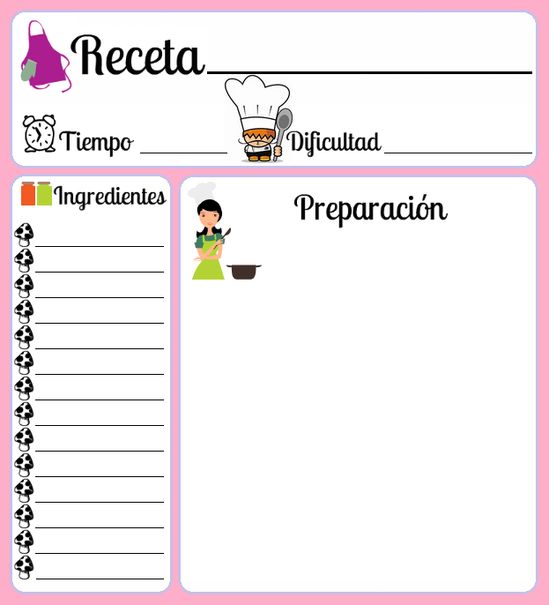 Receta
Tiempo
Dificultad
Ingredientes
Preparación